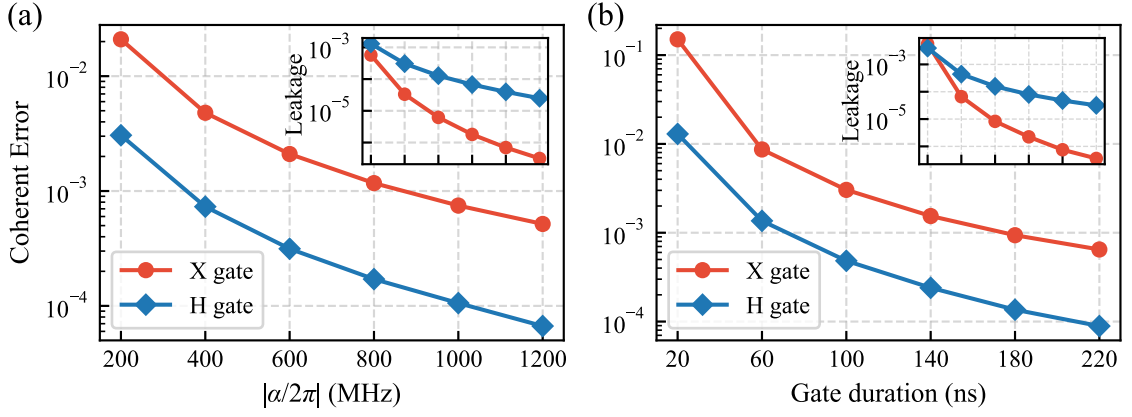 (a)
Coherent Error
10⁻²
10⁻³
10⁻⁴
Leakage
10⁻³
10⁻⁵
X gate
H gate
200 400 600 800 1000 1200
|α/2π| (MHz)
(b)
10⁻¹
10⁻²
10⁻³
10⁻⁴
Leakage
10⁻³
10⁻⁵
X gate
H gate
20 60 100 140 180 220
Gate duration (ns)